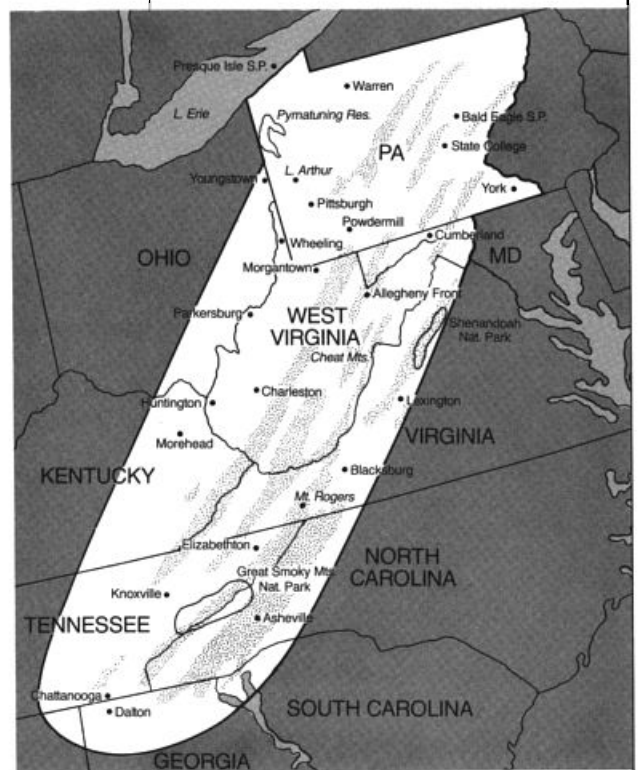 Presque Isle S.P.
Warren
L. Erie
Pymatuning Res.
Bald Eagle S.P.
PA
State College
L. Arthur
Youngstown
York
Pittsburgh
Powdermill
Cumberland
Wheeling
OHIO
MD
Morgantown
Allegheny Front
Parkersburg
WEST
VIRGINIA
Shenandoah
Nat. Park
Cheat Mts.
Charleston
Huntington
Lexington
Morehead
VIRGINIA
KENTUCKY
Blacksburg
Mt. Rogers
Elizabethton
NORTH
CAROLINA
Great Smoky Mts.
Nat. Park
Knoxville
TENNESSEE
Asheville
Chattanooga
Dalton
SOUTH CAROLINA
GEORGIA